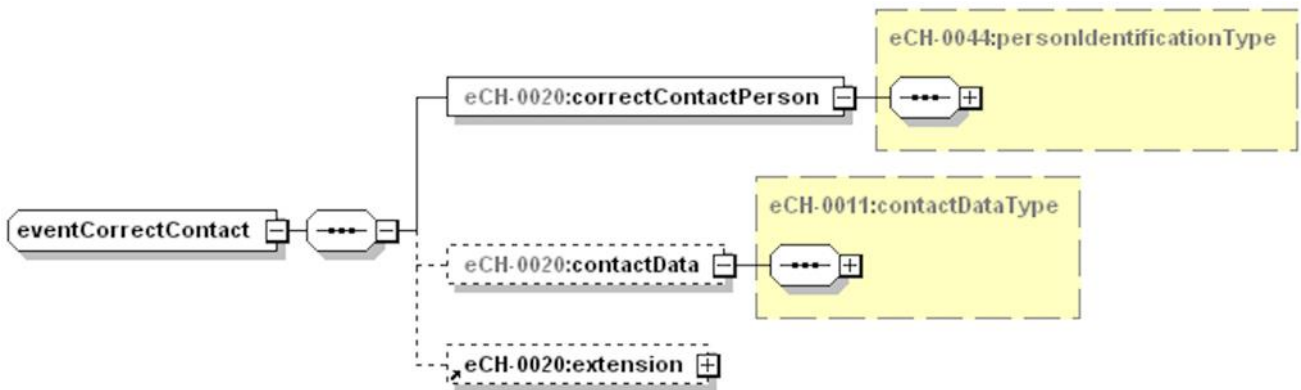 eCH-0044:personIdentificationType
eCH-0020:correctContactPerson
eCH-0011:contactDataType
eventCorrectContact
eCH-0020:contactData
eCH-0020:extension